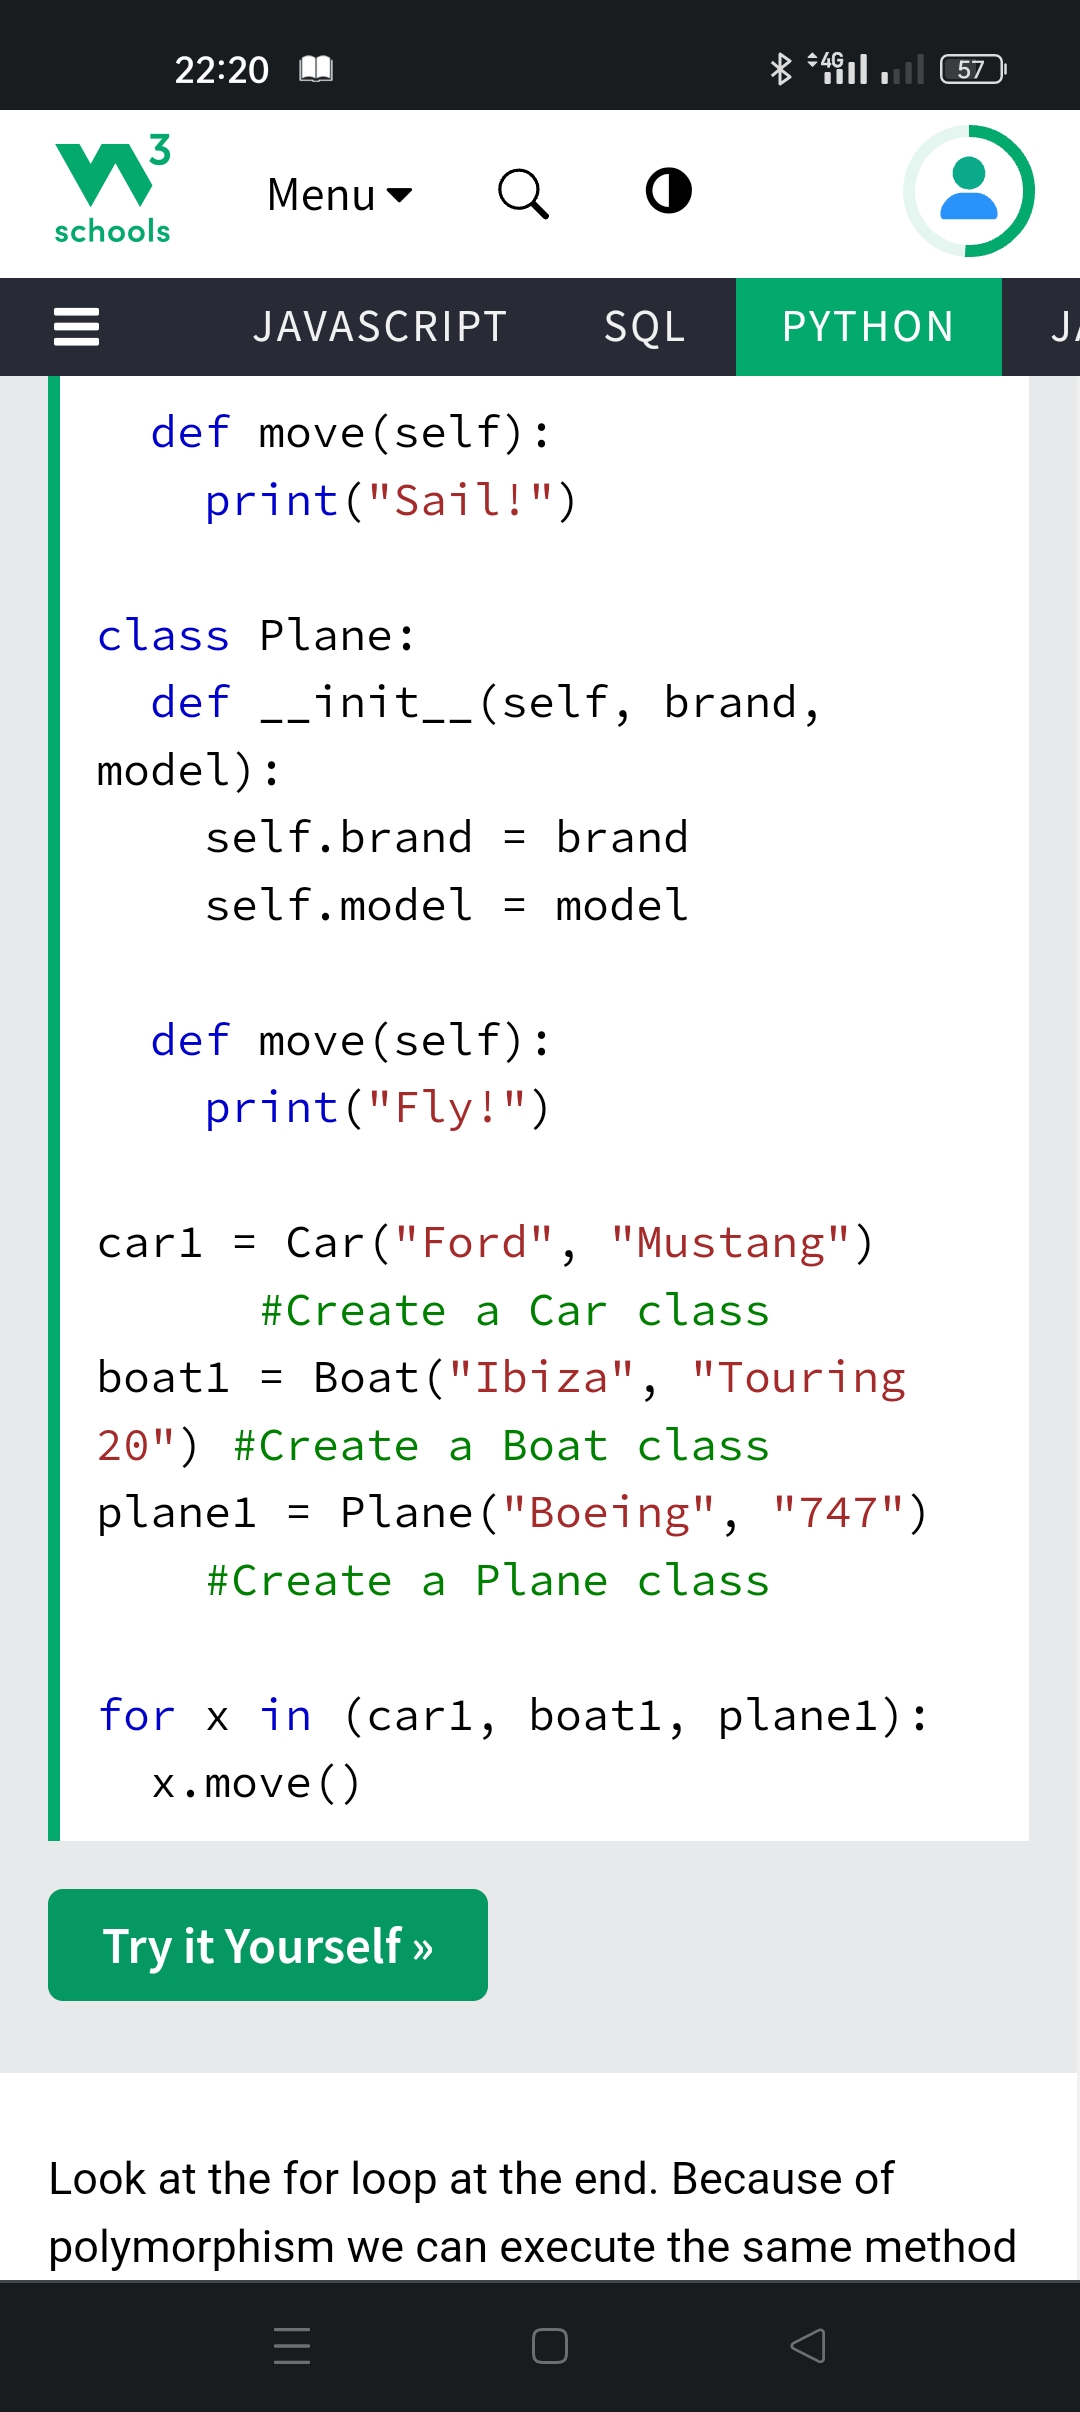 22:20 4G 57
W3 schools Menu
JAVASCRIPT SQL PYTHON
  def move(self):
    print("Sail!")

class Plane:
  def __init__(self, brand,
model):
    self.brand = brand
    self.model = model

  def move(self):
    print("Fly!")

car1 = Car("Ford", "Mustang")
      #Create a Car class
boat1 = Boat("Ibiza", "Touring
20") #Create a Boat class
plane1 = Plane("Boeing", "747")
    #Create a Plane class

for x in (car1, boat1, plane1):
  x.move()
Try it Yourself »
Look at the for loop at the end. Because of
polymorphism we can execute the same method